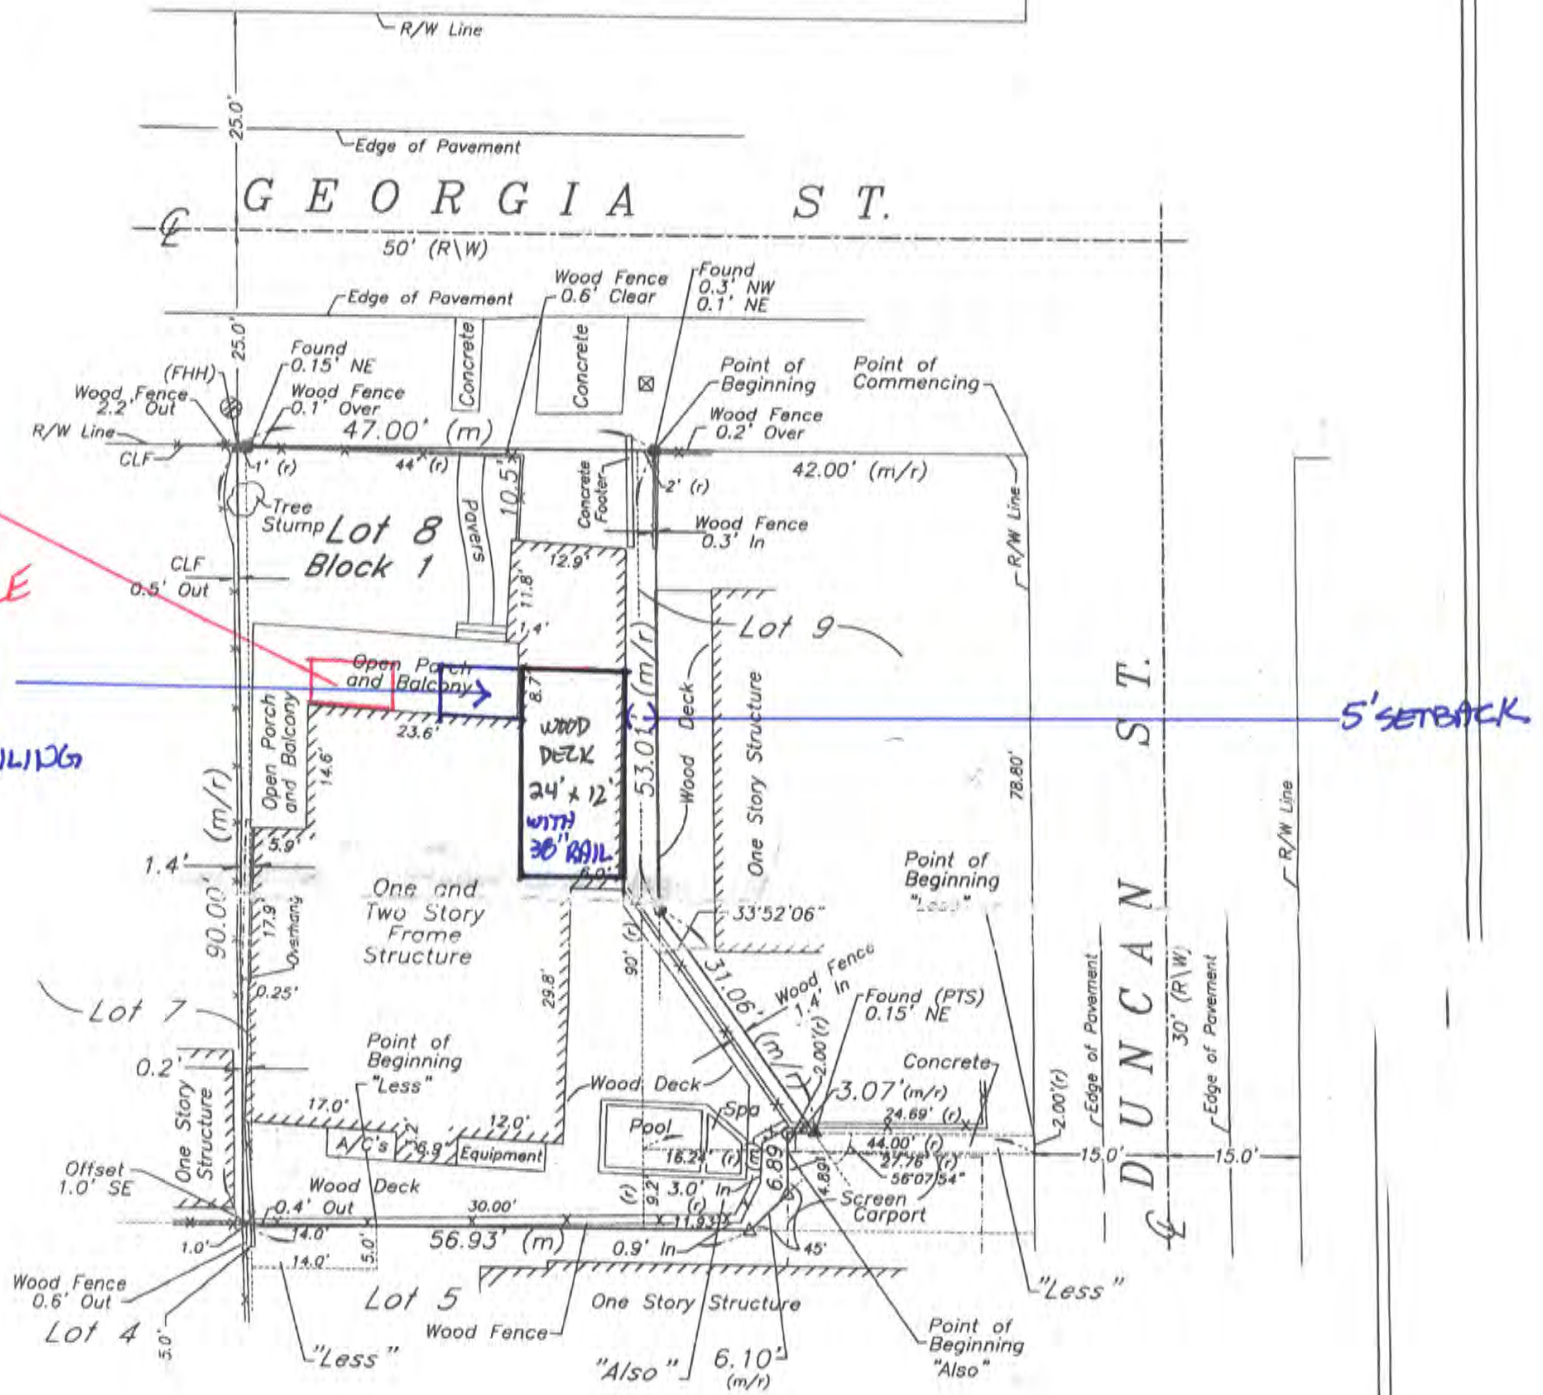 R/W Line
25.0'
Edge of Pavement
GEORGIA ST.
℄
50' (R\W)
Edge of Pavement
25.0'
Wood Fence
0.6' Clear
Found
0.3' NW
0.1' NE
Found
0.15' NE
(FHH)
Wood Fence
2.2' Out
Wood Fence
0.1' Over
Concrete
Concrete
Point of
Beginning
Point of
Commencing
R/W Line
CLF
47.00' (m)
Wood Fence
0.2' Over
1' (r)
44' (r)
2' (r)
42.00' (m/r)
Tree
Stump
Lot 8
Block 1
Pavers
10.5'
Concrete
Footer
Wood Fence
0.3' In
R/W Line
CLF
0.5' Out
12.9'
11.8'
1.4'
E
Lot 9
Open Porch
and Balcony
8.7'
53.01' (m/r)
Wood Deck
One Story Structure
5' SETBACK
23.6'
WOOD
DECK
24' x 12'
WITH
36" RAIL
ILING
Open Porch
and Balcony
14.6'
78.80'
DUNCAN ST.
R/W Line
90.00' (m/r)
1.4'
5.9'
6.0'
17.9'
Overhang
One and
Two Story
Frame
Structure
Point of
Beginning
"Less"
33°52'06"
90' (r)
31.06' (m/r)
Wood Fence
1.4' In
Found (PTS)
0.15' NE
29.8'
0.25'
Lot 7
0.2'
Point of
Beginning
"Less"
Wood Deck
2.00'(r)
Concrete
3.07'(m/r)
24.69' (r)
2.00'(r)
Edge of Pavement
30' (R\W)
Edge of Pavement
One Story
Structure
17.0'
A/C's
3.2'
6.9'
12.0'
Equipment
Pool
Spa
16.24' (r)
(m)
6.89'
44.00' (r)
27.76' (r)
56°07'54"
4.89'
15.0'
15.0'
℄
Offset
1.0' SE
Wood Deck
0.4' Out
30.00'
(r)
9.2'
3.0' In
(r)
11.93'
Screen
Carport
1.0'
14.0'
5.0'
14.0'
56.93' (m)
0.9' In
45'
Wood Fence
0.6' Out
Lot 4
5.0'
"Less"
Lot 5
Wood Fence
One Story Structure
"Also"
6.10'
(m/r)
Point of
Beginning
"Also"
"Less"